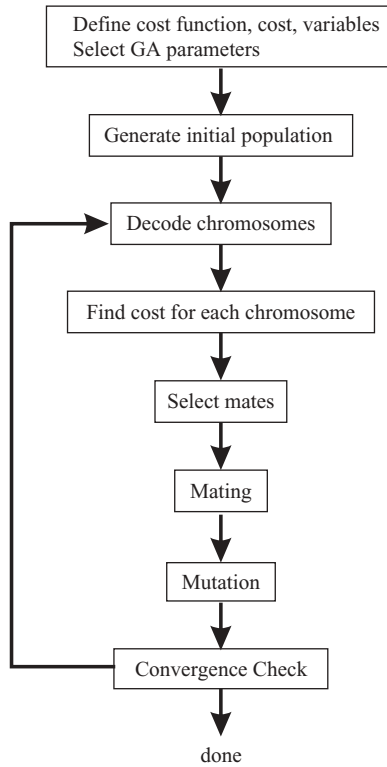 Define cost function, cost, variables
Select GA parameters
Generate initial population
Decode chromosomes
Find cost for each chromosome
Select mates
Mating
Mutation
Convergence Check
done